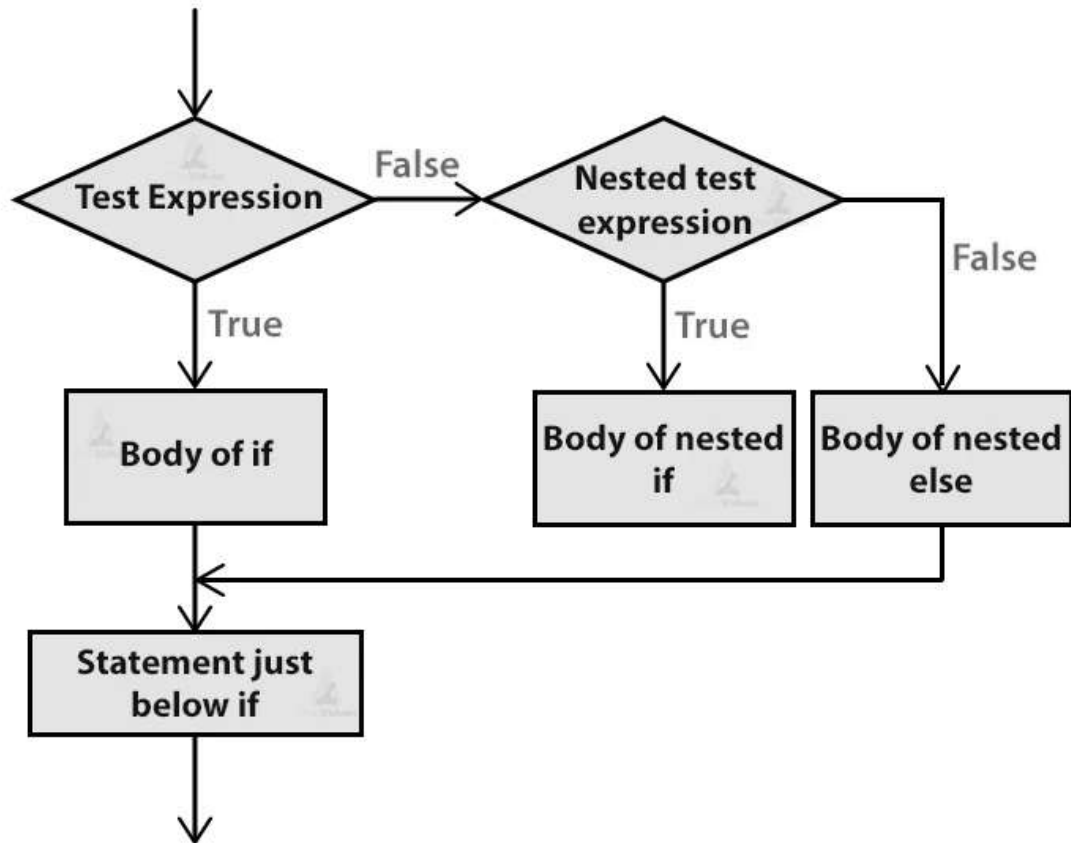 Test Expression
False
Nested test
expression
False
True
True
Body of if
Body of nested
if
Body of nested
else
Statement just
below if